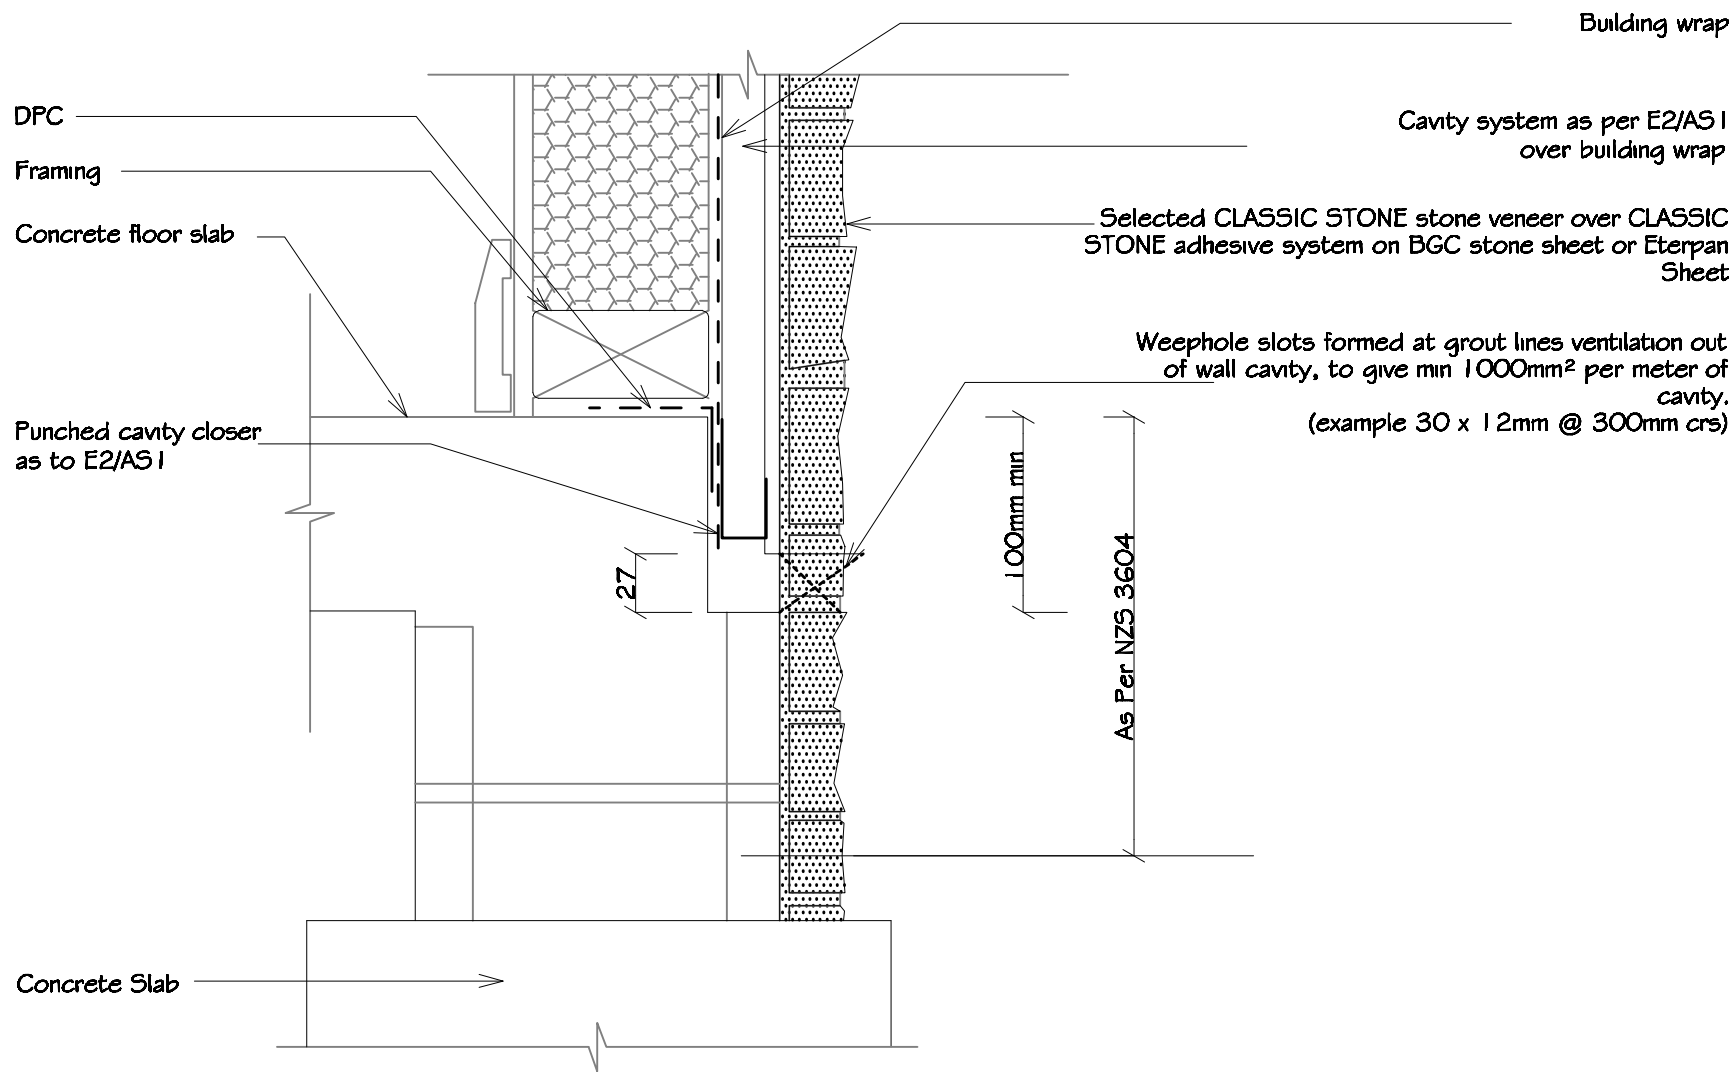 Building wrap
DPC
Cavity system as per E2/AS1
over building wrap
Framing
Selected CLASSIC STONE stone veneer over CLASSIC
STONE adhesive system on BGC stone sheet or Eterpan
Sheet
Concrete floor slab
Weephole slots formed at grout lines ventilation out
of wall cavity, to give min 1000mm² per meter of
cavity.
(example 30 x 12mm @ 300mm crs)
Punched cavity closer
as to E2/AS1
100mm min
27
As Per NZS 3604
Concrete Slab